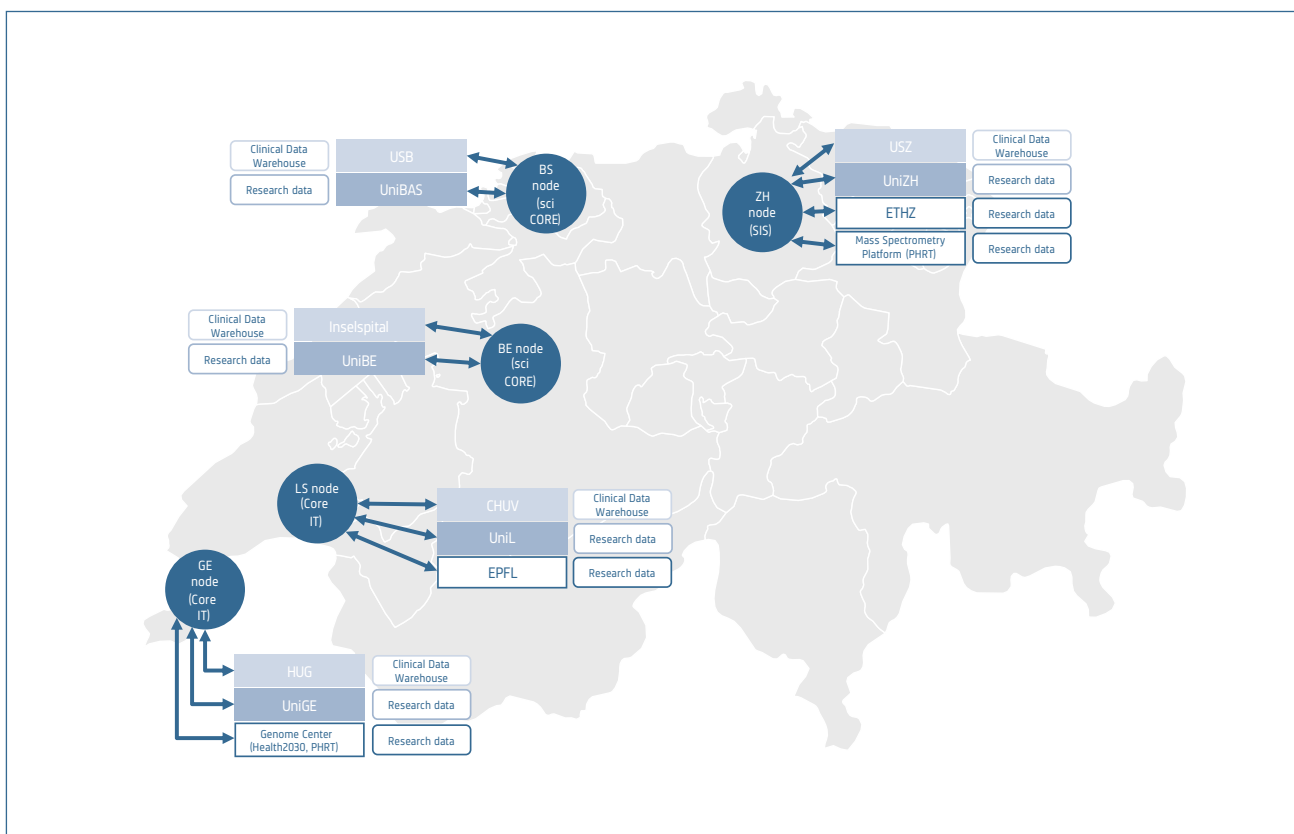 Clinical Data
Warehouse
USB
Research data
UniBAS
BS
node
(sci
CORE)
ZH
node
(SIS)
USZ
Clinical Data
Warehouse
UniZH
Research data
ETHZ
Research data
Mass Spectrometry
Platform (PHRT)
Research data
Clinical Data
Warehouse
Inselspital
Research data
UniBE
BE node
(sci
CORE)
LS node
(Core
IT)
CHUV
Clinical Data
Warehouse
UniL
Research data
EPFL
Research data
GE
node
(Core
IT)
HUG
Clinical Data
Warehouse
UniGE
Research data
Genome Center
(Health2030, PHRT)
Research data